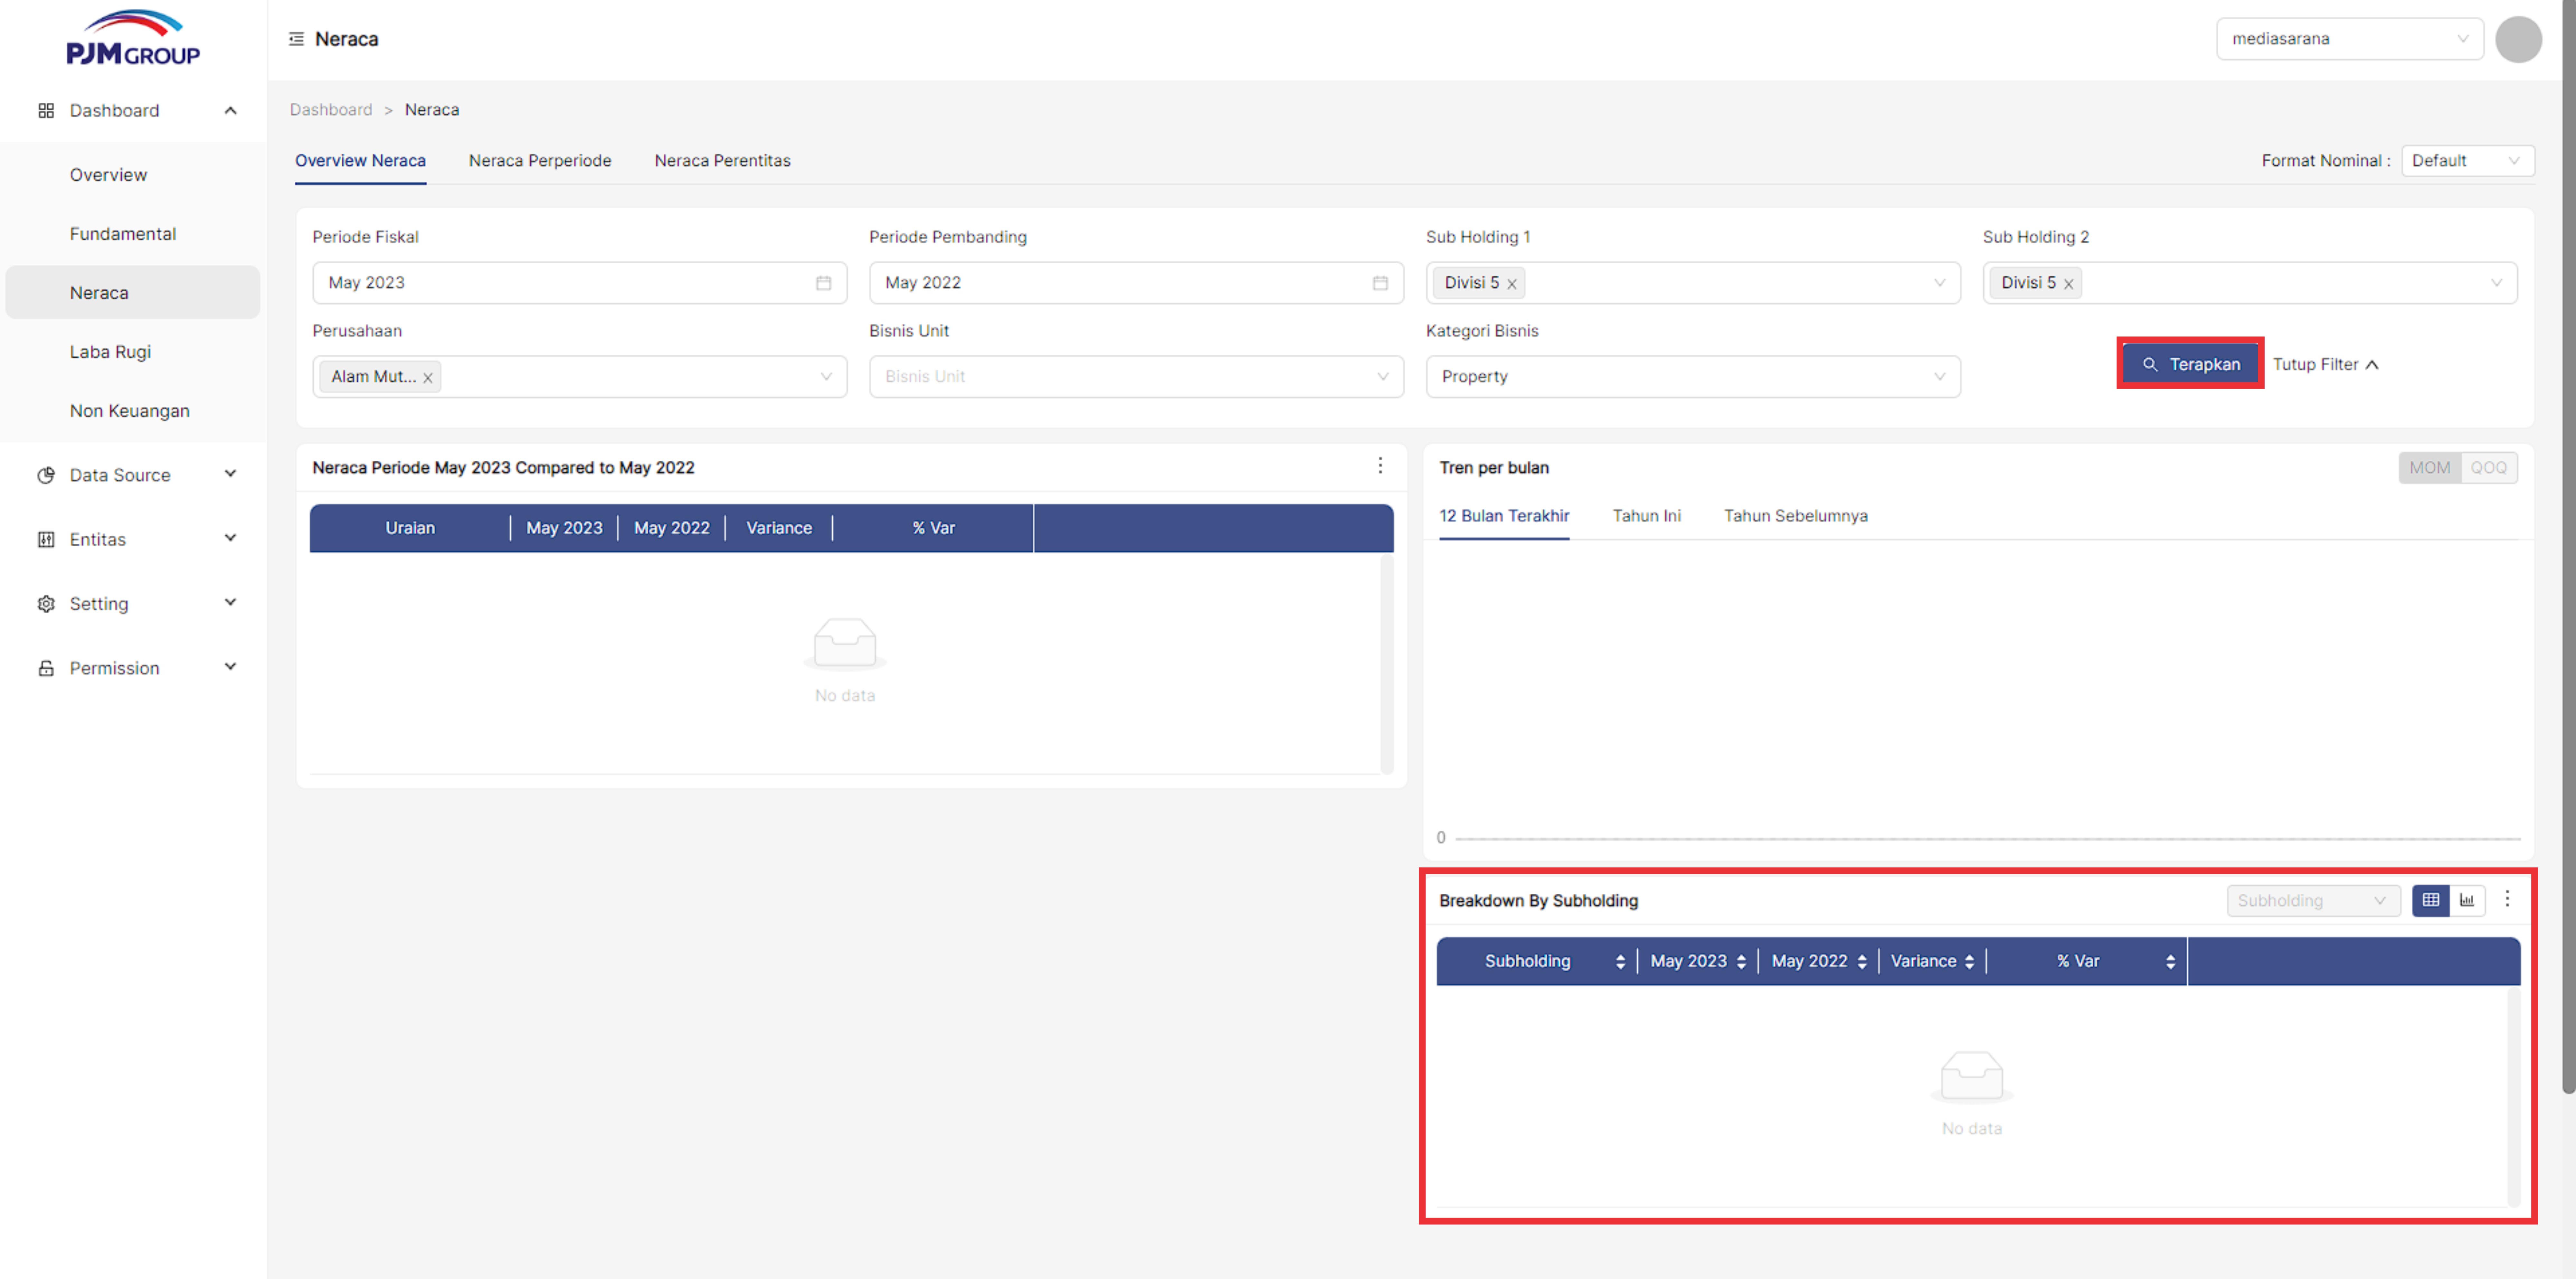 PJM GROUP
Neraca
mediasarana
Dashboard
Overview
Fundamental
Neraca
Laba Rugi
Non Keuangan
Data Source
Entitas
Setting
Permission
Dashboard > Neraca
Overview Neraca Neraca Perperiode Neraca Perentitas
Format Nominal : Default
Periode Fiskal Periode Pembanding Sub Holding 1 Sub Holding 2
May 2023 May 2022 Divisi 5 Divisi 5
Perusahaan Bisnis Unit Kategori Bisnis
Alam Mut... Bisnis Unit Property
Terapkan Tutup Filter
Neraca Periode May 2023 Compared to May 2022
Uraian May 2023 May 2022 Variance % Var
No data
Tren per bulan
MOM QOQ
12 Bulan Terakhir Tahun Ini Tahun Sebelumnya
0
Breakdown By Subholding
Subholding
Subholding May 2023 May 2022 Variance % Var
No data